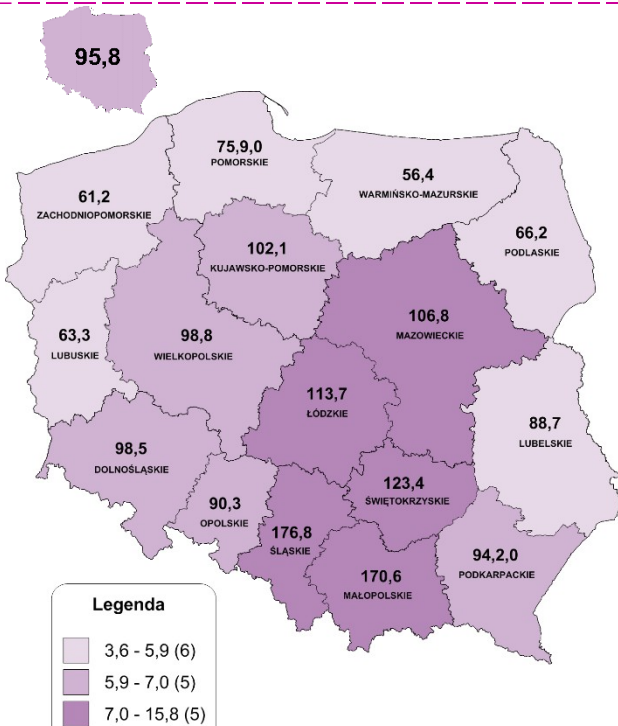 95,8
75,9,0
POMORSKIE
56,4
WARMIŃSKO-MAZURSKIE
61,2
ZACHODNIOPOMORSKIE
66,2
PODLASKIE
102,1
KUJAWSKO-POMORSKIE
106,8
MAZOWIECKIE
63,3
LUBUSKIE
98,8
WIELKOPOLSKIE
113,7
ŁÓDZKIE
88,7
LUBELSKIE
98,5
DOLNOŚLĄSKIE
123,4
ŚWIĘTOKRZYSKIE
90,3
OPOLSKIE
176,8
ŚLĄSKIE
94,2,0
PODKARPACKIE
170,6
MAŁOPOLSKIE
Legenda
3,6 - 5,9 (6)
5,9 - 7,0 (5)
7,0 - 15,8 (5)